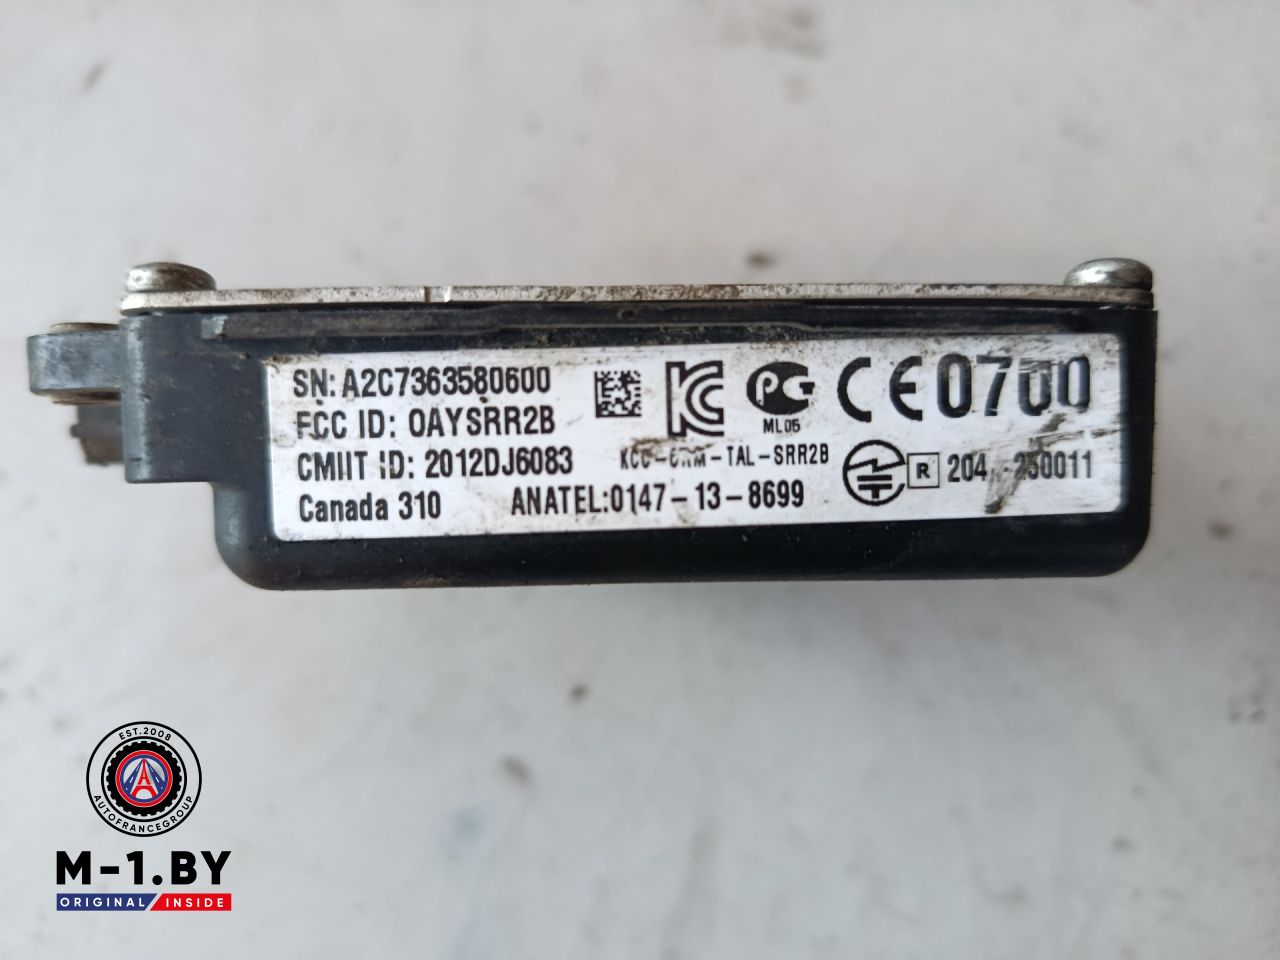 SN: A2C7363580600
FCC ID: OAYSRR2B
CMIIT ID: 2012DJ6083
Canada 310
ANATEL:0147-13-8699
ML05
CE0700
R
EST.2008
AUTOFRANCEGROUP
M-1.BY
ORIGINAL INSIDE